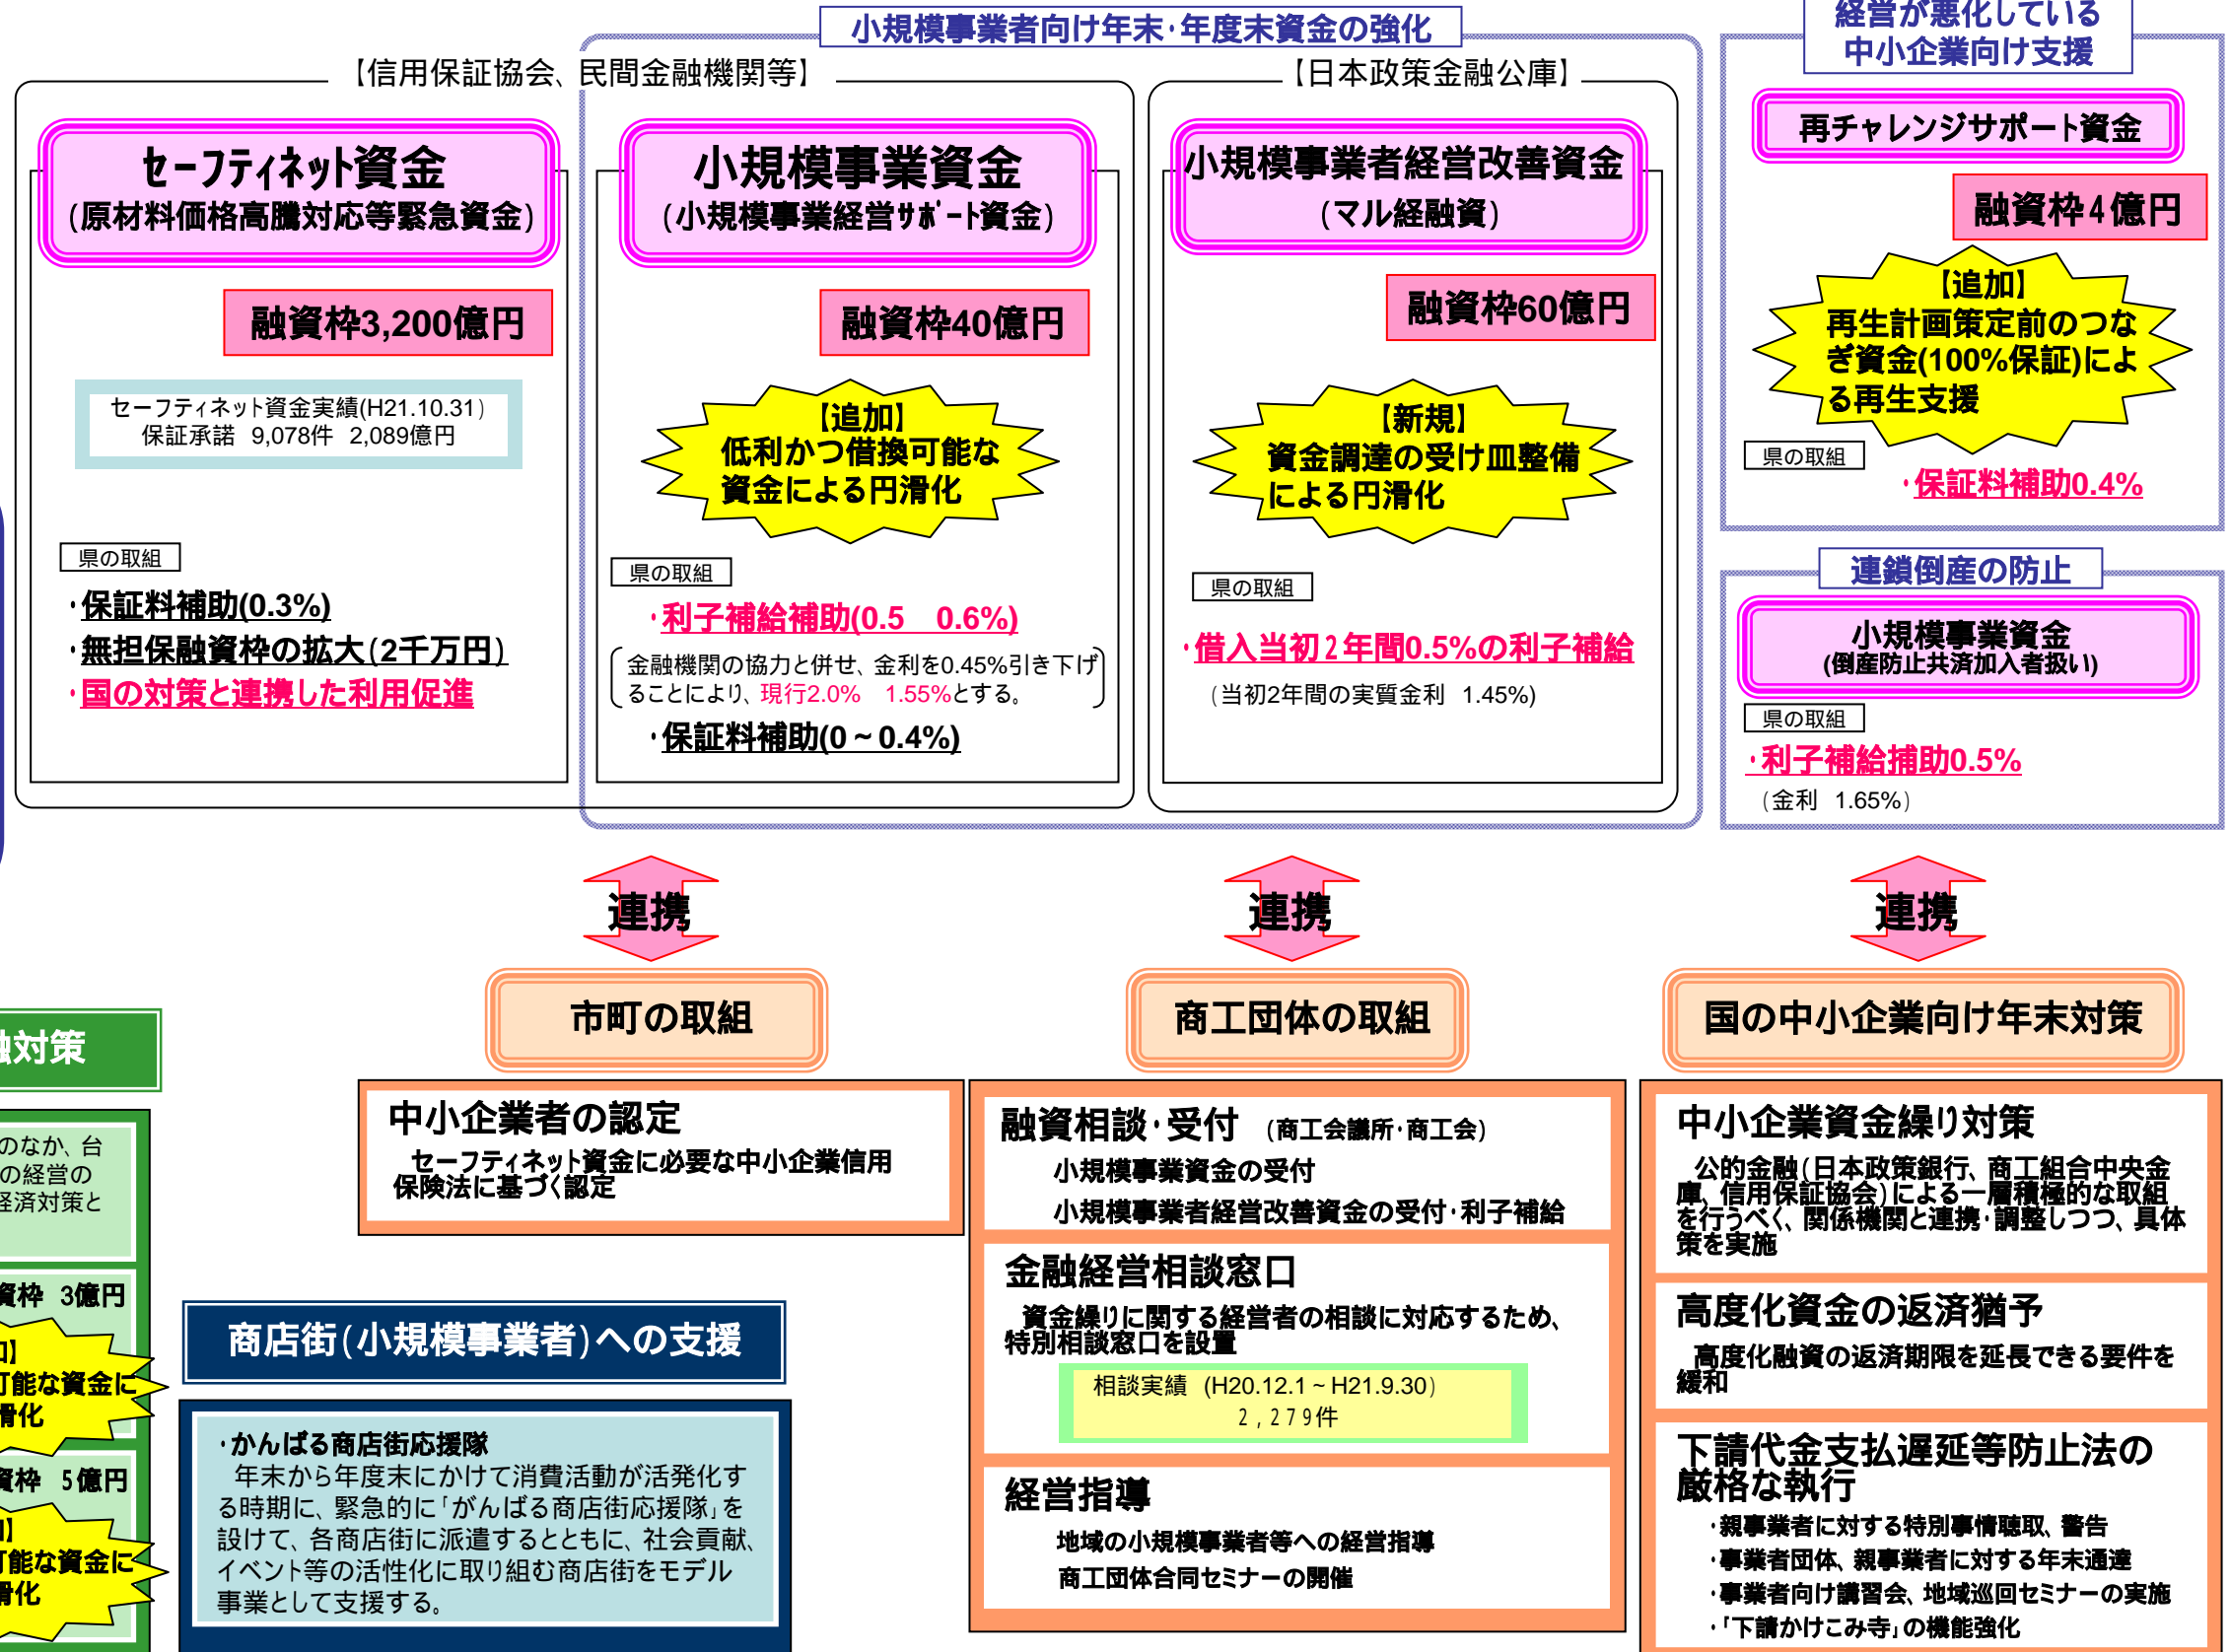 小規模事業者向け年末･年度末資金の強化
【信用保証協会、民間金融機関等】
セーフティネット資金
(原材料価格高騰対応等緊急資金)
融資枠3,200億円
セーフティネット資金実績(H21.10.31)
保証承諾 9,078件 2,089億円
県の取組
･保証料補助(0.3%)
･無担保融資枠の拡大(2千万円)
･国の対策と連携した利用促進
小規模事業資金
(小規模事業経営ｻﾎﾟｰﾄ資金)
融資枠40億円
【追加】
低利かつ借換可能な
資金による円滑化
県の取組
･利子補給補助(0.5 0.6%)
金融機関の協力と併せ、金利を0.45%引き下げ
ることにより、現行2.0% 1.55%とする。
･保証料補助(0～0.4%)
【日本政策金融公庫】
小規模事業者経営改善資金
(マル経融資)
融資枠60億円
【新規】
資金調達の受け皿整備
による円滑化
県の取組
･借入当初2年間0.5%の利子補給
(当初2年間の実質金利 1.45%)
経営が悪化している
中小企業向け支援
再チャレンジサポート資金
融資枠4億円
【追加】
再生計画策定前のつな
ぎ資金(100%保証)によ
る再生支援
県の取組
･保証料補助0.4%
連鎖倒産の防止
小規模事業資金
(倒産防止共済加入者扱い)
県の取組
･利子補給捕助0.5%
(金利 1.65%)
連携
連携
連携
市町の取組
中小企業者の認定
セーフティネット資金に必要な中小企業信用
保険法に基づく認定
商工団体の取組
融資相談･受付 (商工会議所･商工会)
小規模事業資金の受付
小規模事業者経営改善資金の受付･利子補給
金融経営相談窓口
資金繰りに関する経営者の相談に対応するため、
特別相談窓口を設置
相談実績 (H20.12.1～H21.9.30)
2,279件
経営指導
地域の小規模事業者等への経営指導
商工団体合同セミナーの開催
国の中小企業向け年末対策
中小企業資金繰り対策
公的金融(日本政策銀行、商工組合中央金
庫、信用保証協会)による一層積極的な取組
を行うべく、関係機関と連携･調整しつつ、具体
策を実施
高度化資金の返済猶予
高度化融資の返済期限を延長できる要件を
緩和
下請代金支払遅延等防止法の
厳格な執行
･親事業者に対する特別事情聴取、警告
･事業者団体、親事業者に対する年末通達
･事業者向け講習会、地域巡回セミナーの実施
･｢下請かけこみ寺｣の機能強化
対策
のなか、台
の経営の
経済対策と
資枠 3億円
可能な資金に
滑化
資枠 5億円
可能な資金に
滑化
商店街(小規模事業者)への支援
･かんばる商店街応援隊
年末から年度末にかけて消費活動が活発化す
る時期に、緊急的に｢がんばる商店街応援隊｣を
設けて、各商店街に派遣するとともに、社会貢献、
イベント等の活性化に取り組む商店街をモデル
事業として支援する。